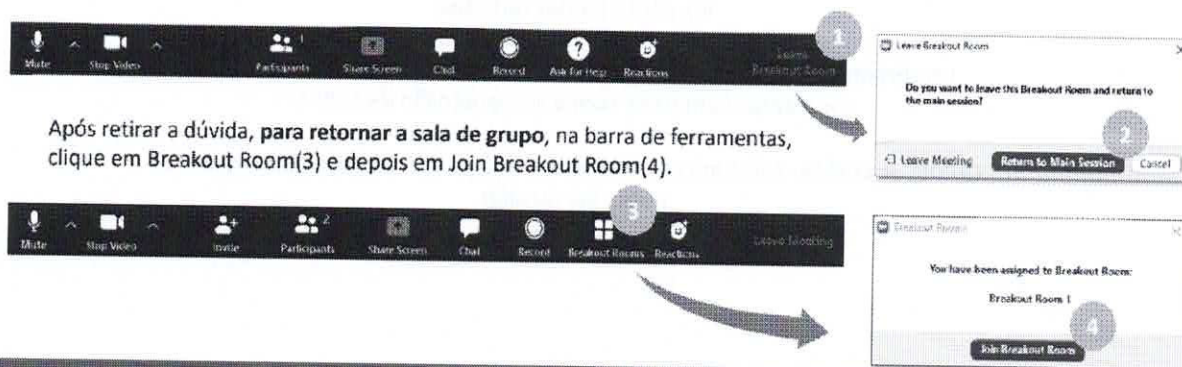 1
Mute Stop Video Participants 1 Share Screen Chat Record Ask for Help Reactions Leave Breakout Room
Leave Breakout Room
Do you want to leave this Breakout Room and return to
the main session?
2
Leave Meeting Return to Main Session Cancel
Após retirar a dúvida, para retornar a sala de grupo, na barra de ferramentas,
clique em Breakout Room(3) e depois em Join Breakout Room(4).
3
Mute Stop Video Invite Participants 2 Share Screen Chat Record Breakout Rooms Reactions Leave Meeting
Breakout Rooms
You have been assigned to Breakout Room:
Breakout Room 1
4
Join Breakout Room